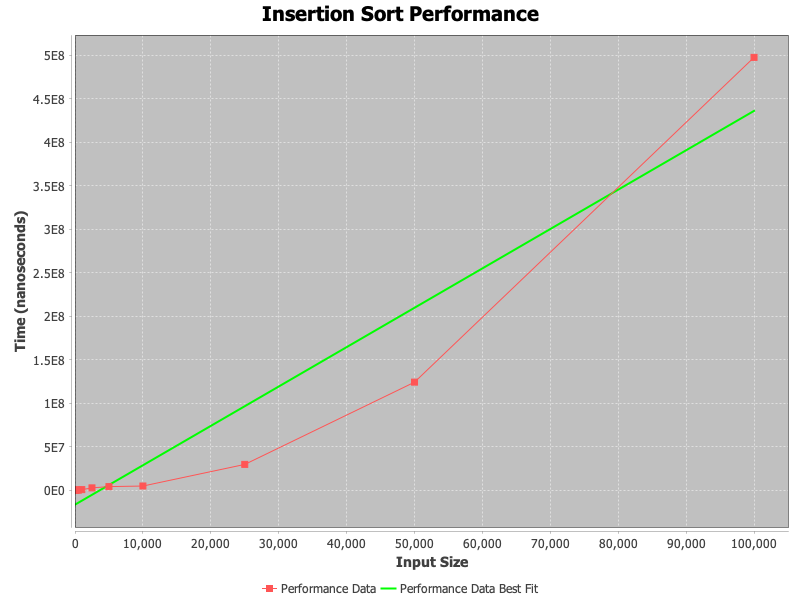 Insertion Sort Performance
Time (nanoseconds)
5E8
4.5E8
4E8
3.5E8
3E8
2.5E8
2E8
1.5E8
1E8
5E7
0E0
0 10,000 20,000 30,000 40,000 50,000 60,000 70,000 80,000 90,000 100,000
Input Size
Performance Data Performance Data Best Fit